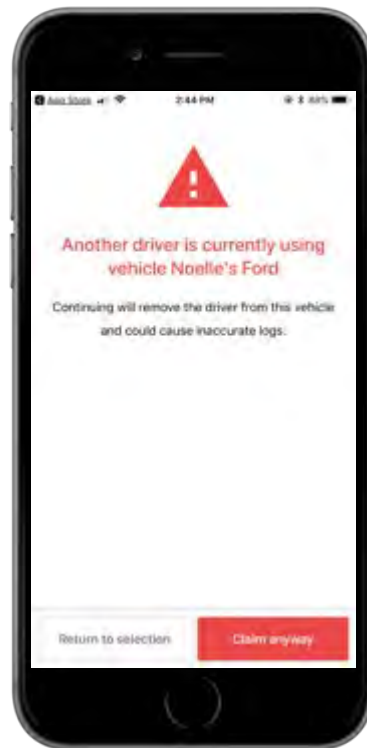 App Store 2:44 PM
Another driver is currently using
vehicle Noelle's Ford
Continuing will remove the driver from this vehicle
and could cause inaccurate logs.
Return to selection Claim anyway